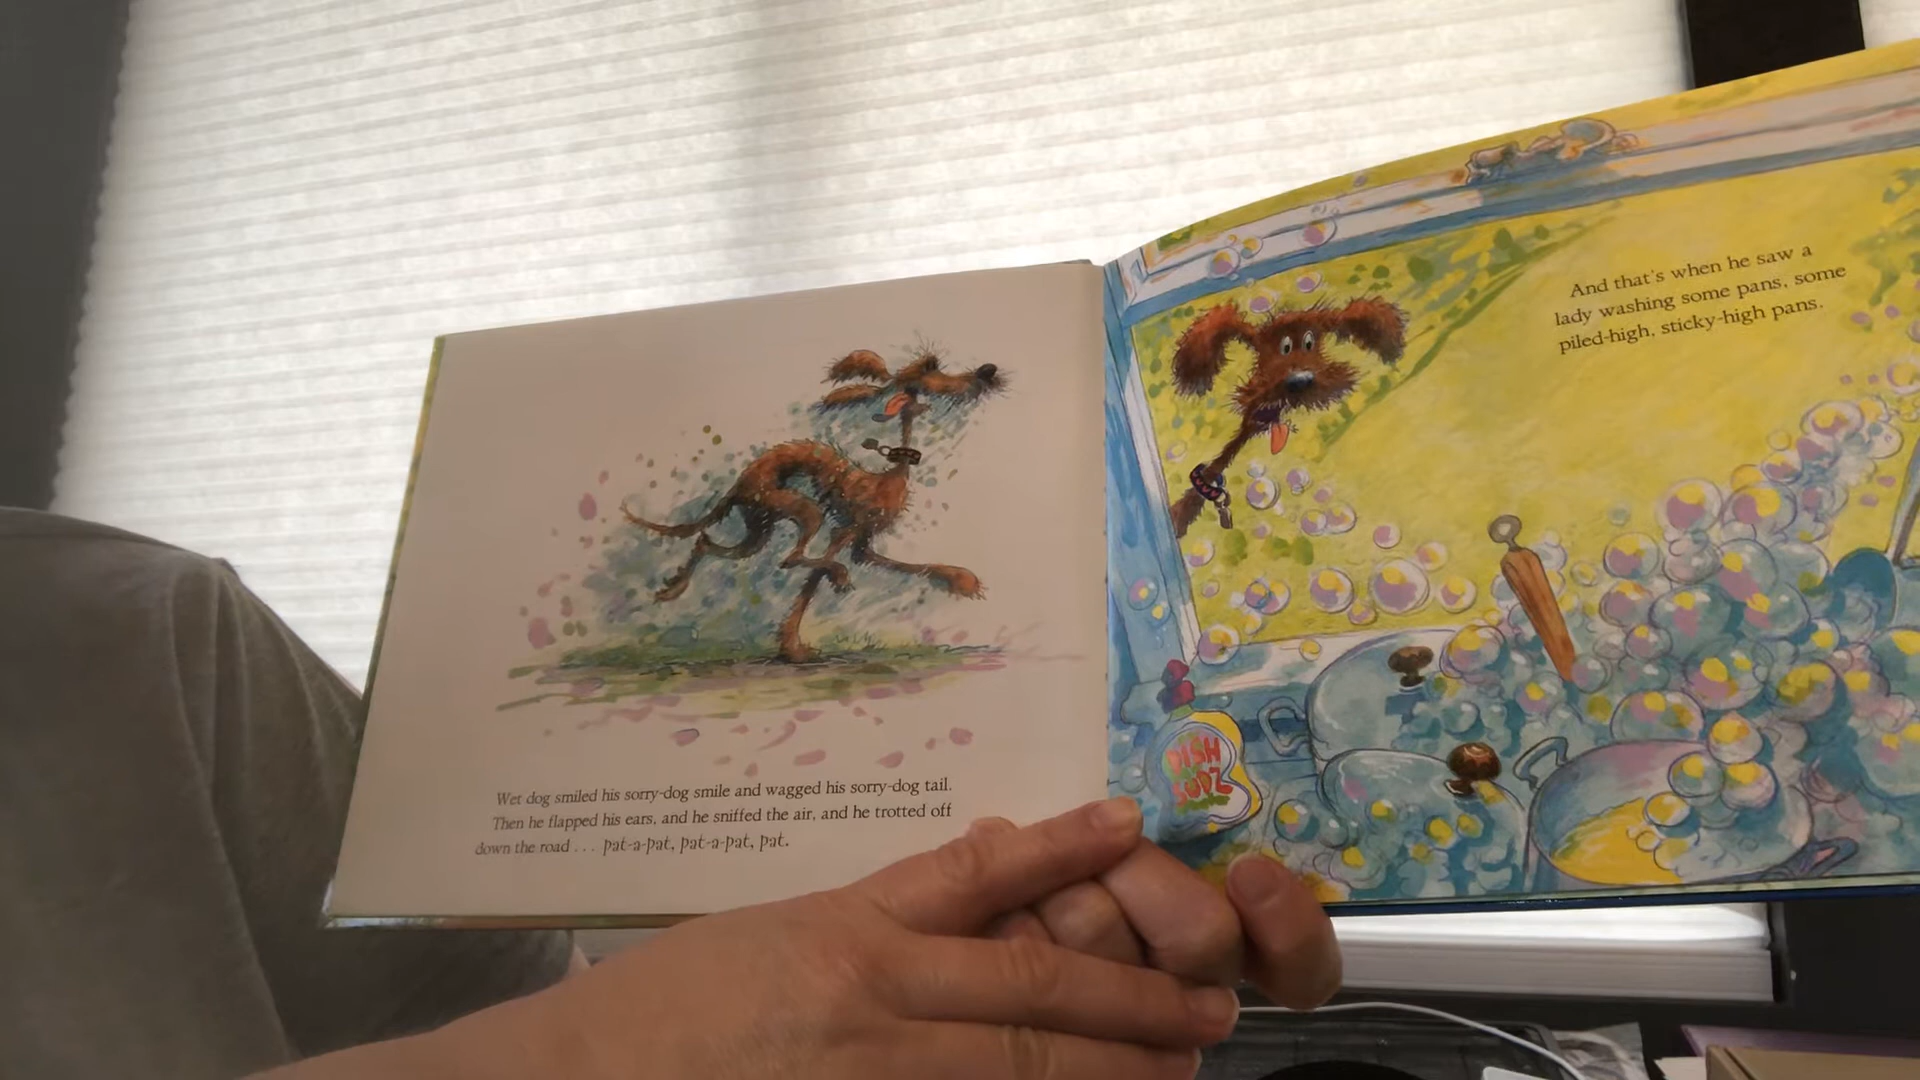 Wet dog smiled his sorry-dog smile and wagged his sorry-dog tail.
Then he flapped his ears, and he sniffed the air, and he trotted off
down the road . . . pat-a-pat, pat-a-pat, pat.
And that's when he saw a
lady washing some pans, some
piled-high, sticky-high pans.
DISH
SUDZ